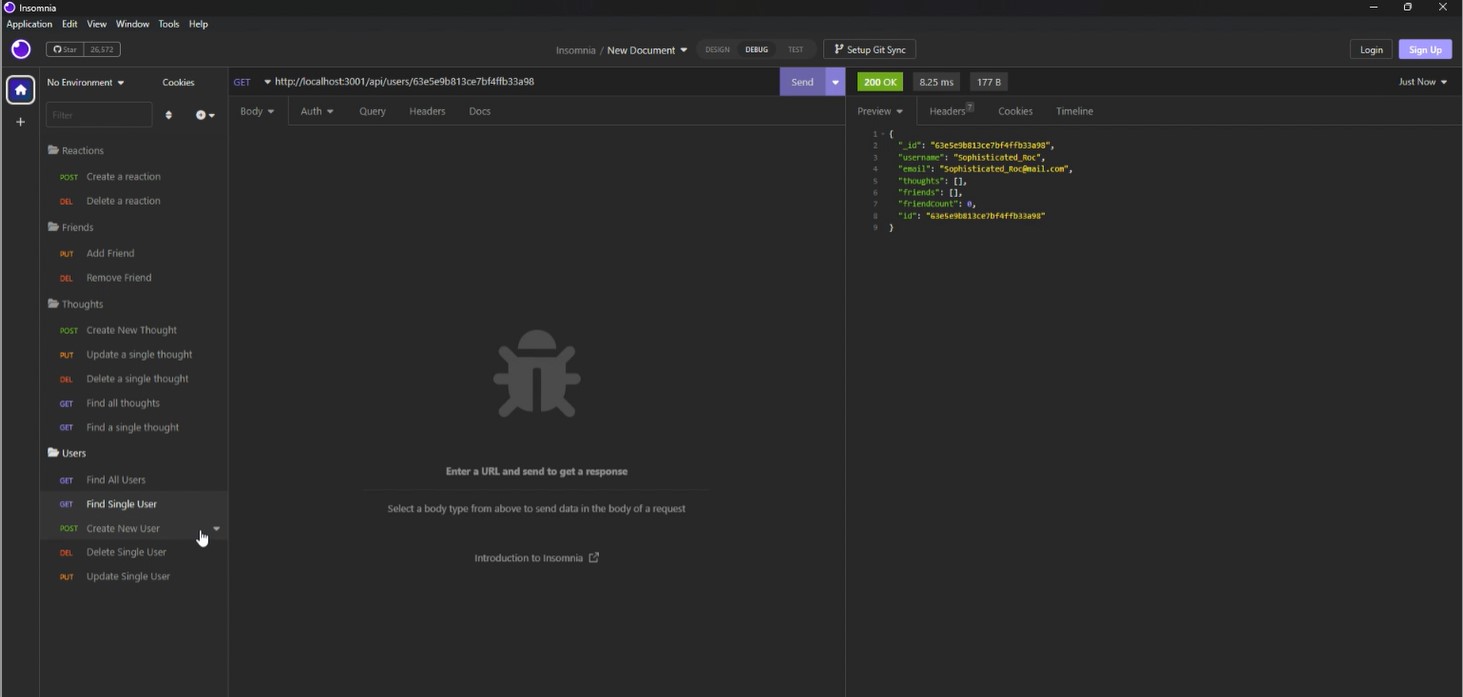 Insomnia
Application Edit View Window Tools Help
Star 26,572
Insomnia / New Document
DESIGN DEBUG TEST
Setup Git Sync
Login
Sign Up
No Environment
Cookies
Filter
Reactions
POST Create a reaction
DEL Delete a reaction
Friends
PUT Add Friend
DEL Remove Friend
Thoughts
POST Create New Thought
PUT Update a single thought
DEL Delete a single thought
GET Find all thoughts
GET Find a single thought
Users
GET Find All Users
GET Find Single User
POST Create New User
DEL Delete Single User
PUT Update Single User
GET http://localhost:3001/api/users/63e5e9b813ce7bf4ffb33a98
Send
Body Auth Query Headers Docs
Enter a URL and send to get a response
Select a body type from above to send data in the body of a request
Introduction to Insomnia
200 OK 8.25 ms 177 B
Just Now
Preview Headers 7 Cookies Timeline
1 {
2 "_id": "63e5e9b813ce7bf4ffb33a98",
3 "username": "Sophisticated_Roc",
4 "email": "Sophisticated_Roc@mail.com",
5 "thoughts": [],
6 "friends": [],
7 "friendCount": 0,
8 "id": "63e5e9b813ce7bf4ffb33a98"
9 }